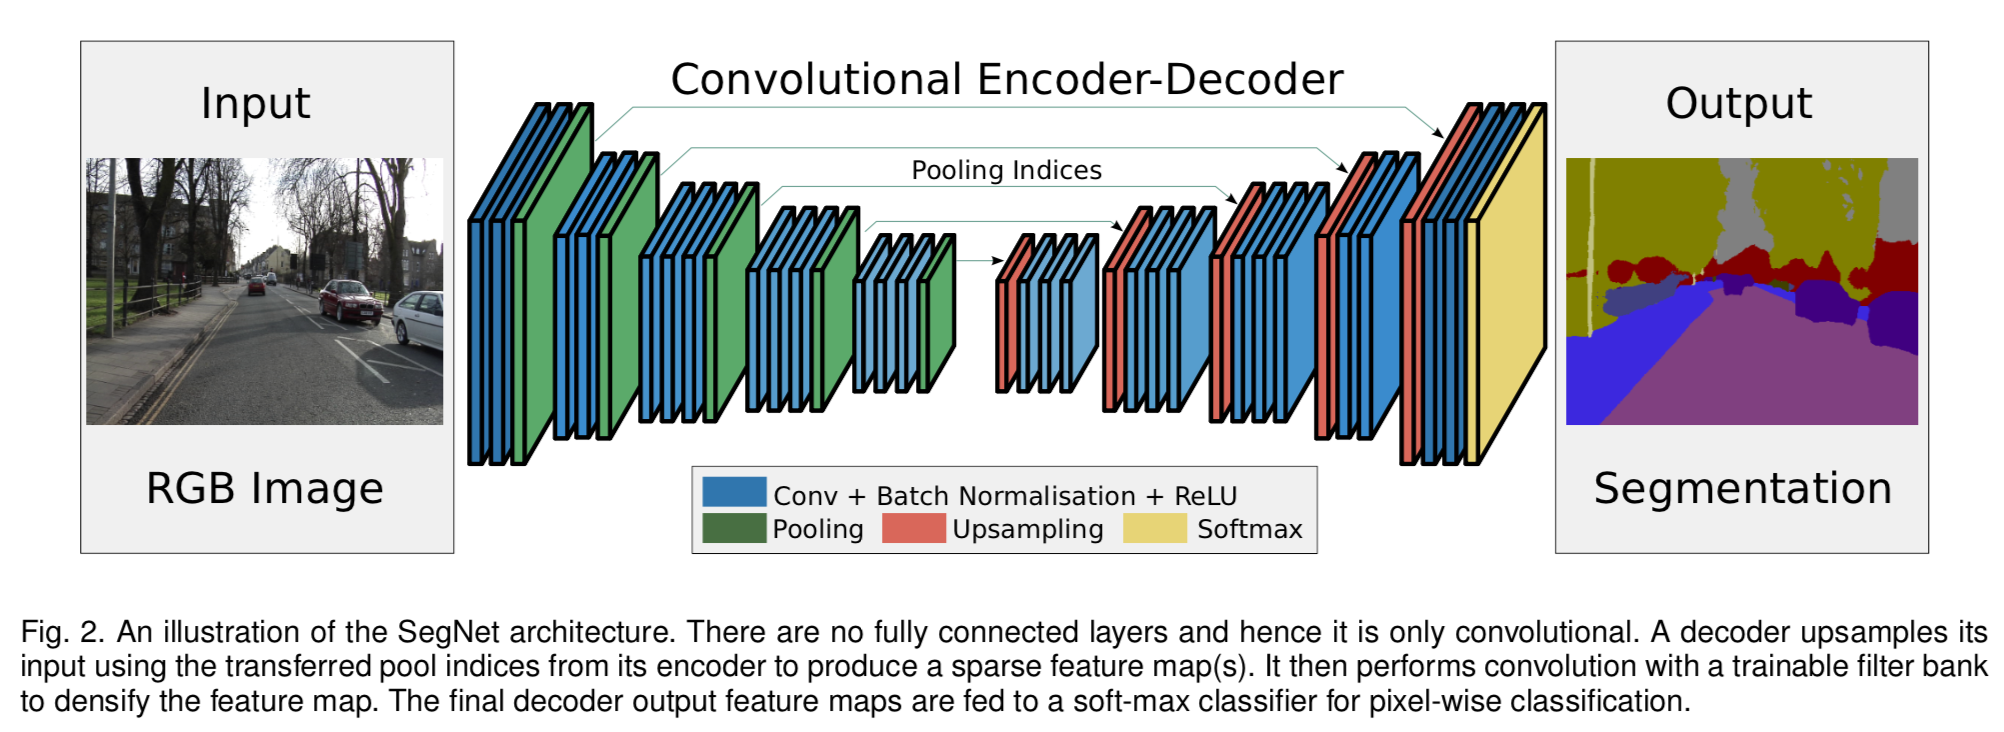 Input
RGB Image
Convolutional Encoder-Decoder
Pooling Indices
Conv + Batch Normalisation + ReLU
Pooling
Upsampling
Softmax
Output
Segmentation
Fig. 2. An illustration of the SegNet architecture. There are no fully connected layers and hence it is only convolutional. A decoder upsamples its
input using the transferred pool indices from its encoder to produce a sparse feature map(s). It then performs convolution with a trainable filter bank
to densify the feature map. The final decoder output feature maps are fed to a soft-max classifier for pixel-wise classification.